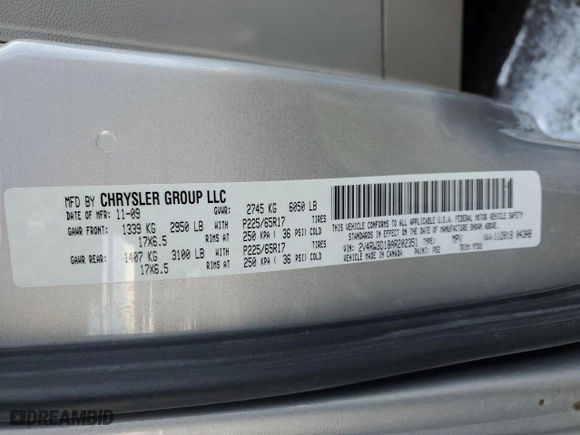 MFD BY CHRYSLER GROUP LLC
DATE OF MFR: 11-09 GVWR: 2745 KG 6050 LB
GAWR FRONT: 1339 KG 2950 LB WITH P225/65R17 TIRES
17X6.5 RIMS AT 250 KPA ( 36 PSI) COLD
GAWR REAR: 1407 KG 3100 LB WITH P225/65R17 TIRES
17X6.5 RIMS AT 250 KPA ( 36 PSI) COLD
THIS VEHICLE CONFORMS TO ALL APPLICABLE U.S.A. FEDERAL MOTOR VEHICLE SAFETY
STANDARDS IN EFFECT ON THE DATE OF MANUFACTURE SHOWN ABOVE.
VIN: 2V4RW3D18AR202351 TYPE: MPV
MADE IN CANADA PAINT: TRIM:
DREAMBID